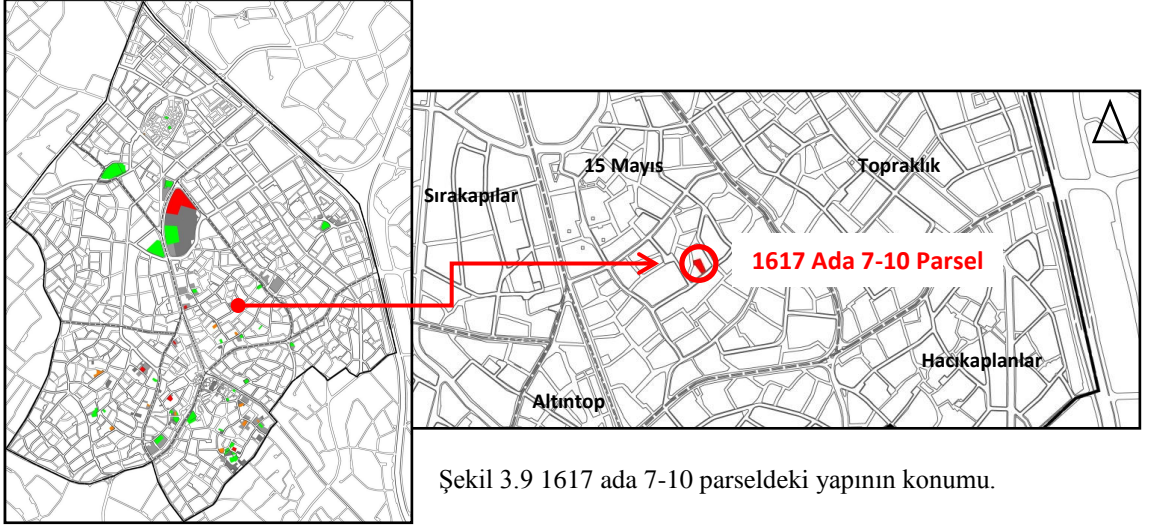 15 Mayıs
Topraklık
Sırakapılar
1617 Ada 7-10 Parsel
Hacıkaplanlar
Altıntop
Şekil 3.9 1617 ada 7-10 parseldeki yapının konumu.